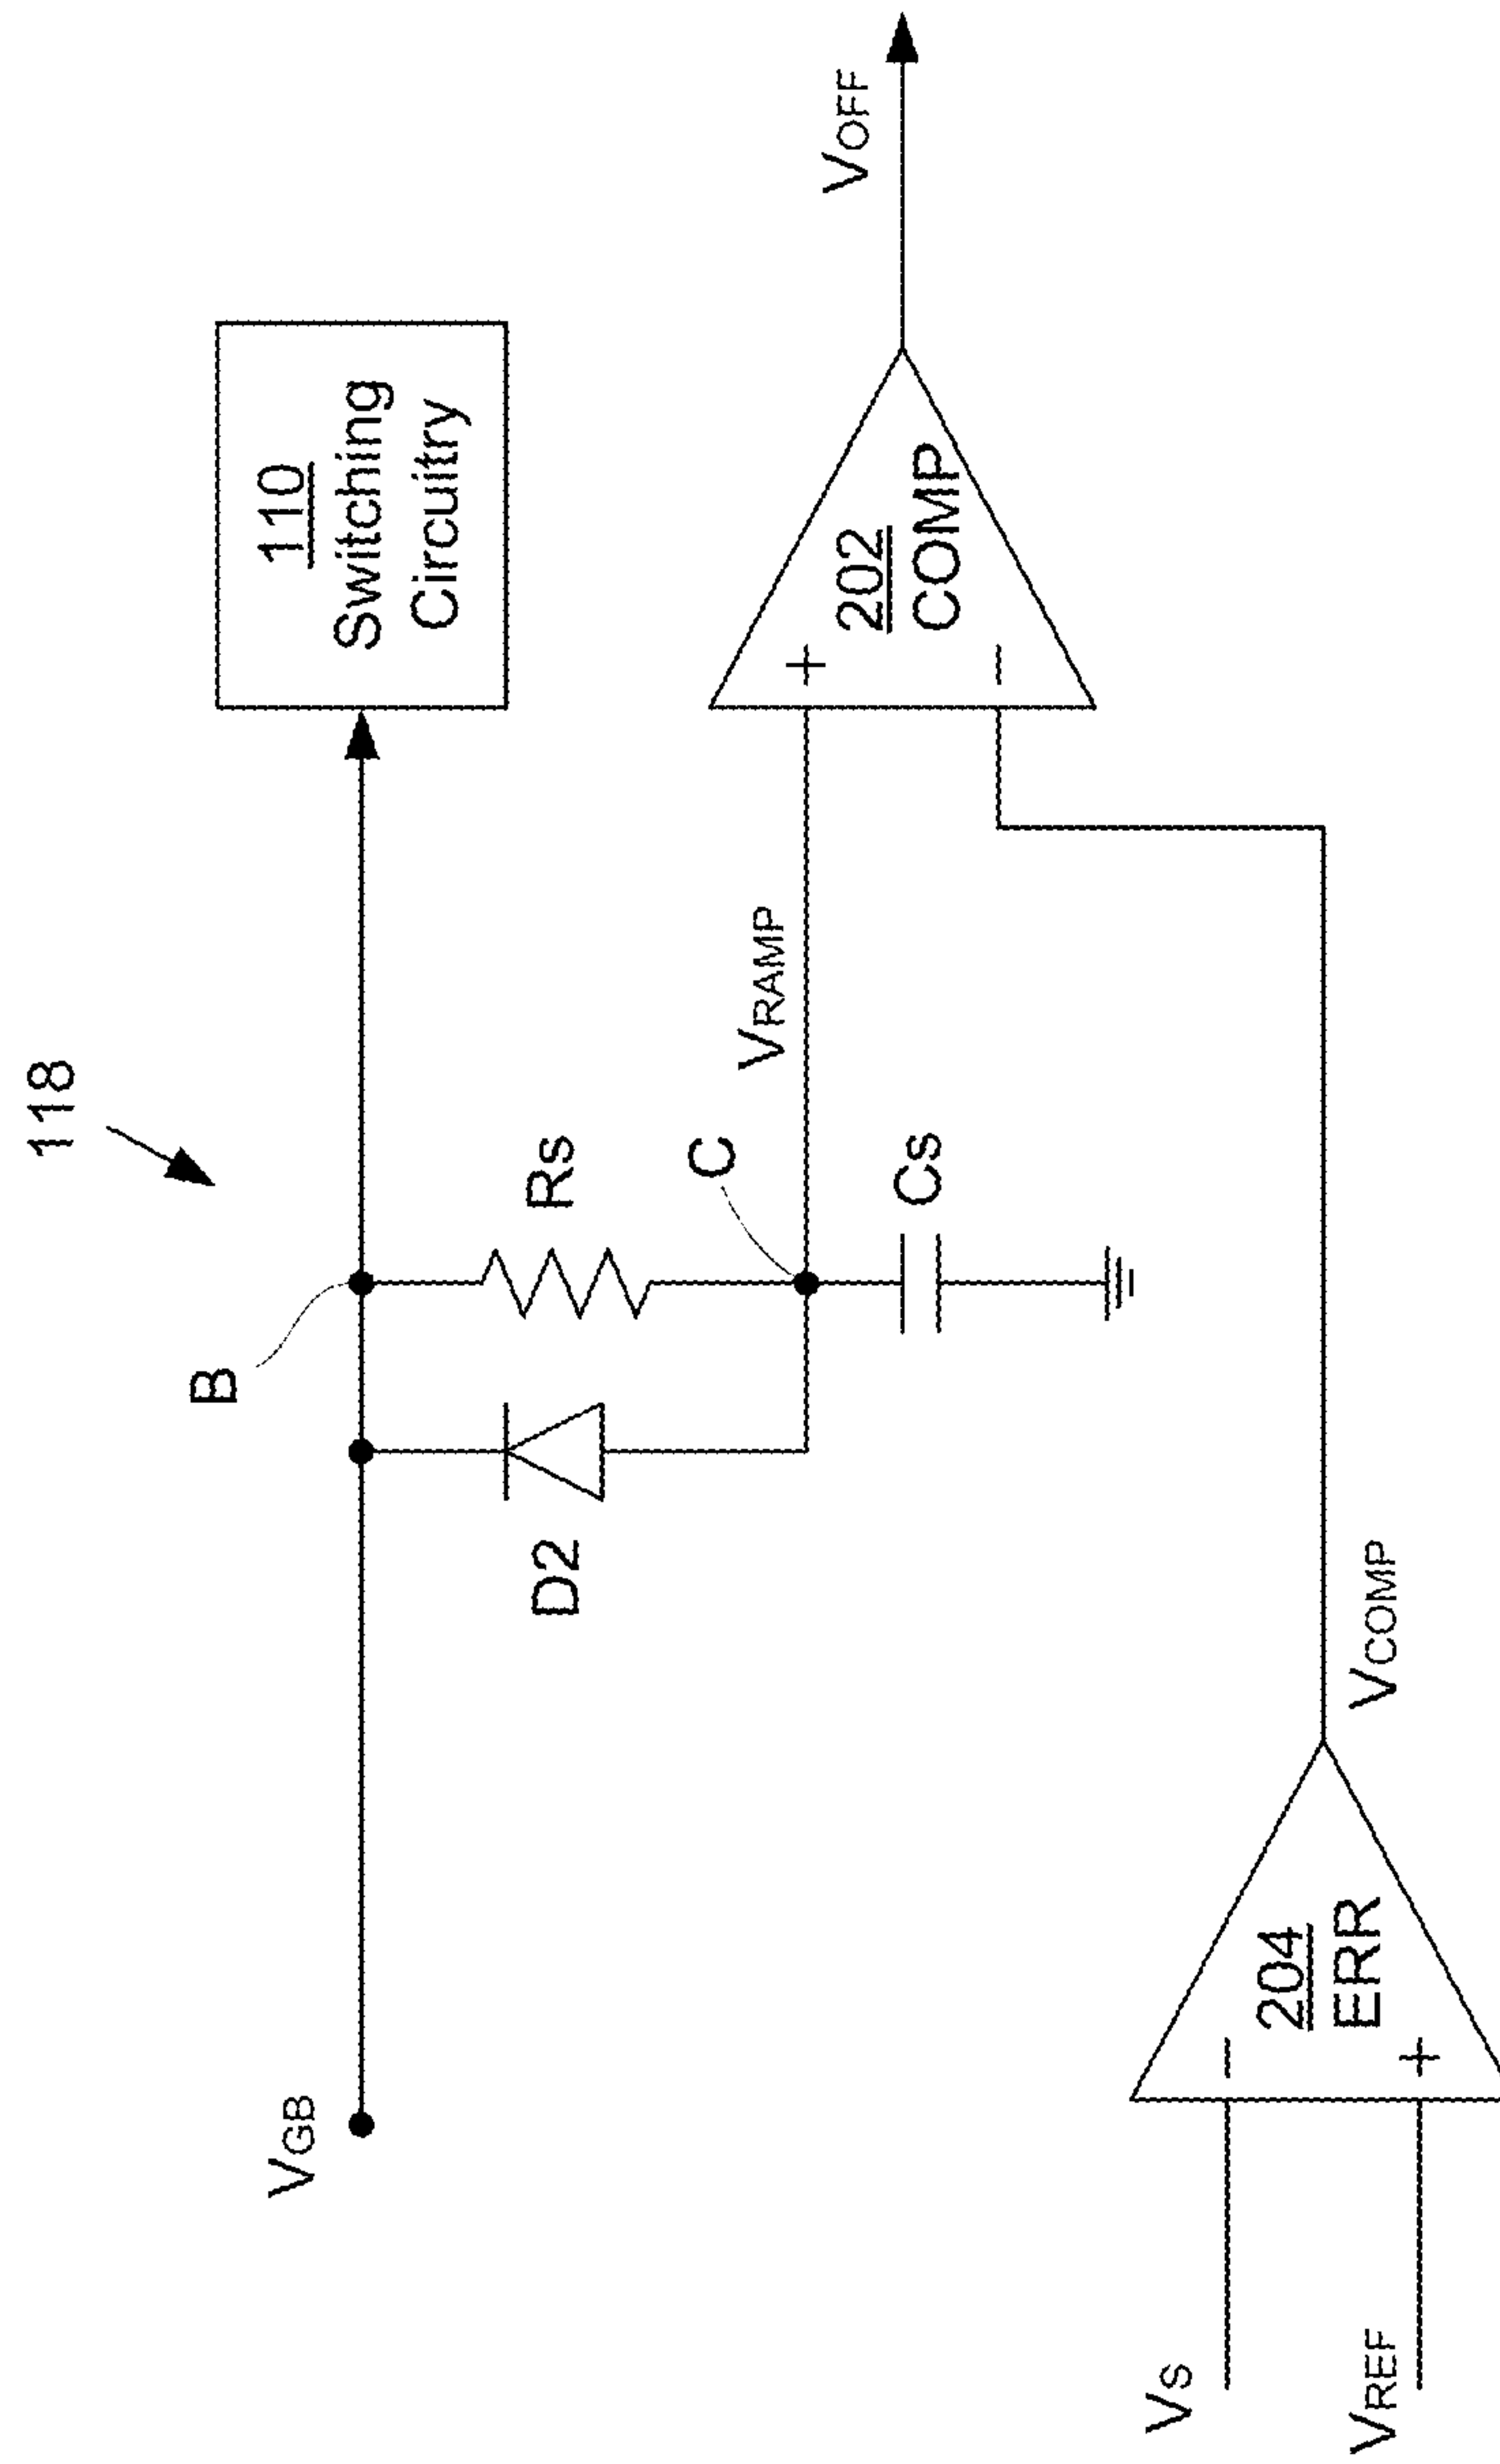 118
VGB
B
110
Switching
Circuitry
D2
Rs
C
VRAMP
Cs
+
−
202
COMP
VOFF
VS
VREF
−
+
204
ERR
VCOMP